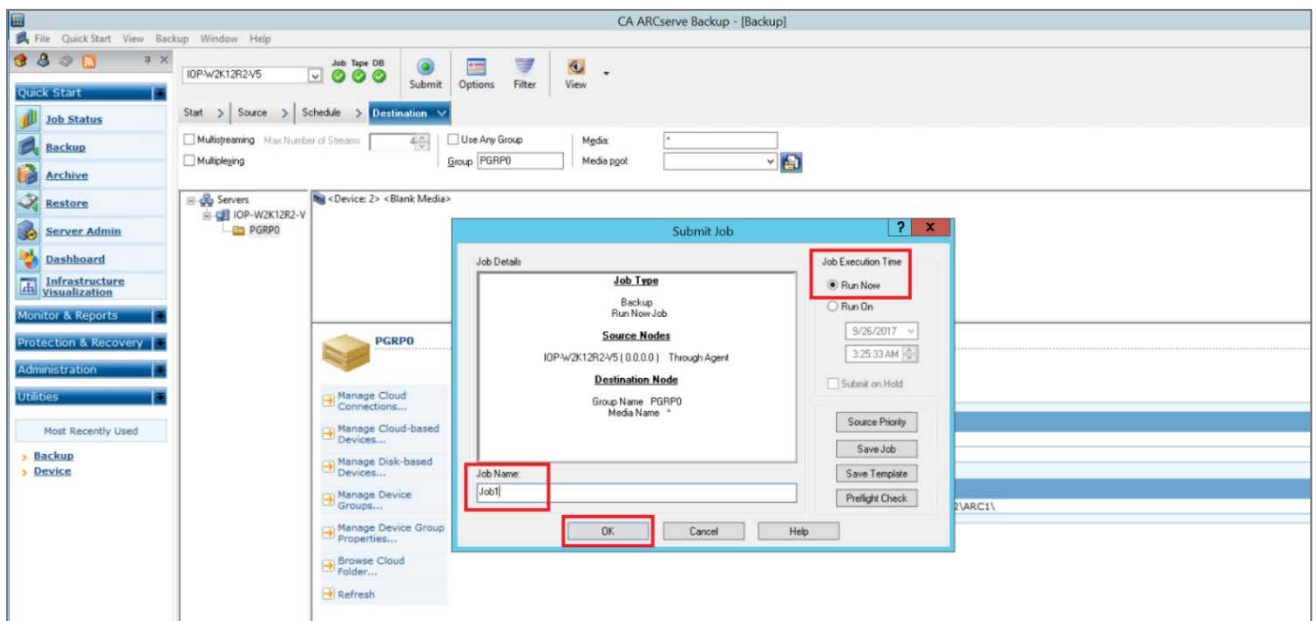 CA ARCserve Backup - [Backup]
File Quick Start View Backup Window Help
IOP-W2K12R2-V5
Job Tape DB
Submit
Options
Filter
View
Quick Start
Job Status
Backup
Archive
Restore
Server Admin
Dashboard
Infrastructure
Visualization
Monitor & Reports
Protection & Recovery
Administration
Utilities
Most Recently Used
Backup
Device
Start > Source > Schedule > Destination
Multistreaming Max Number of Streams 4
Multiplexing
Use Any Group
Group PGRP0
Media: *
Media pool:
Servers
IOP-W2K12R2-V
PGRP0
<Device: 2> <Blank Media>
PGRP0
Manage Cloud
Connections...
Manage Cloud-based
Devices...
Manage Disk-based
Devices...
Manage Device
Groups...
Manage Device Group
Properties...
Browse Cloud
Folder...
Refresh
Submit Job
? X
Job Details
Job Type
Backup
Run Now Job
Source Nodes
IOP-W2K12R2-V5 ( 0.0.0.0 ) Through Agent
Destination Node
Group Name PGRP0
Media Name *
Job Name:
Job1
OK
Cancel
Help
Job Execution Time
Run Now
Run On
9/26/2017
3:25:33 AM
Submit on Hold
Source Priority
Save Job
Save Template
Preflight Check
2\ARC1\